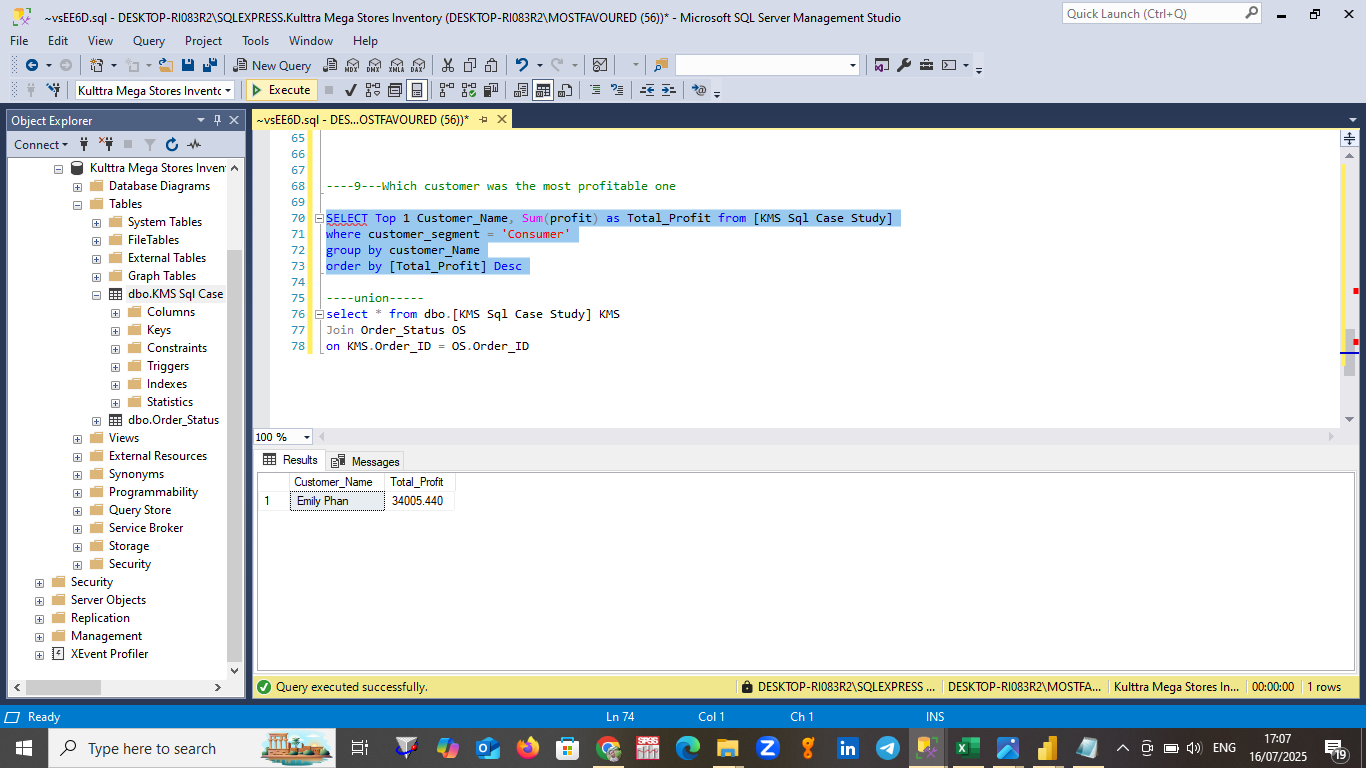 ~vsEE6D.sql - DESKTOP-RI083R2\SQLEXPRESS.Kulttra Mega Stores Inventory (DESKTOP-RI083R2\MOSTFAVOURED (56))* - Microsoft SQL Server Management Studio
Quick Launch (Ctrl+Q)
File Edit View Query Project Tools Window Help
New Query MDX DMX XMLA DAX
Kulttra Mega Stores Invento Execute
Object Explorer
Connect
Kulttra Mega Stores Inven
Database Diagrams
Tables
System Tables
FileTables
External Tables
Graph Tables
dbo.KMS Sql Case
Columns
Keys
Constraints
Triggers
Indexes
Statistics
dbo.Order_Status
Views
External Resources
Synonyms
Programmability
Query Store
Service Broker
Storage
Security
Security
Server Objects
Replication
Management
XEvent Profiler
~vsEE6D.sql - DES...OSTFAVOURED (56))*
65
66
67
68 ----9---Which customer was the most profitable one
69
70 SELECT Top 1 Customer_Name, Sum(profit) as Total_Profit from [KMS Sql Case Study]
71 where customer_segment = 'Consumer'
72 group by customer_Name
73 order by [Total_Profit] Desc
74
75 ----union-----
76 select * from dbo.[KMS Sql Case Study] KMS
77 Join Order_Status OS
78 on KMS.Order_ID = OS.Order_ID
100 %
Results Messages
Customer_Name Total_Profit
1 Emily Phan 34005.440
Query executed successfully. DESKTOP-RI083R2\SQLEXPRESS ... DESKTOP-RI083R2\MOSTFA... Kulttra Mega Stores In... 00:00:00 1 rows
Ready Ln 74 Col 1 Ch 1 INS
Type here to search
SPGS
ENG
17:07
16/07/2025
19